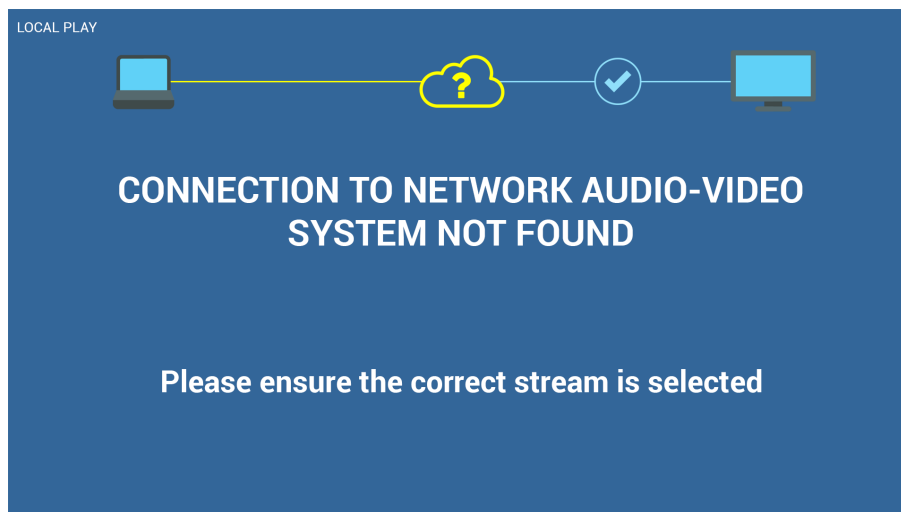 LOCAL PLAY
?
CONNECTION TO NETWORK AUDIO-VIDEO
SYSTEM NOT FOUND
Please ensure the correct stream is selected